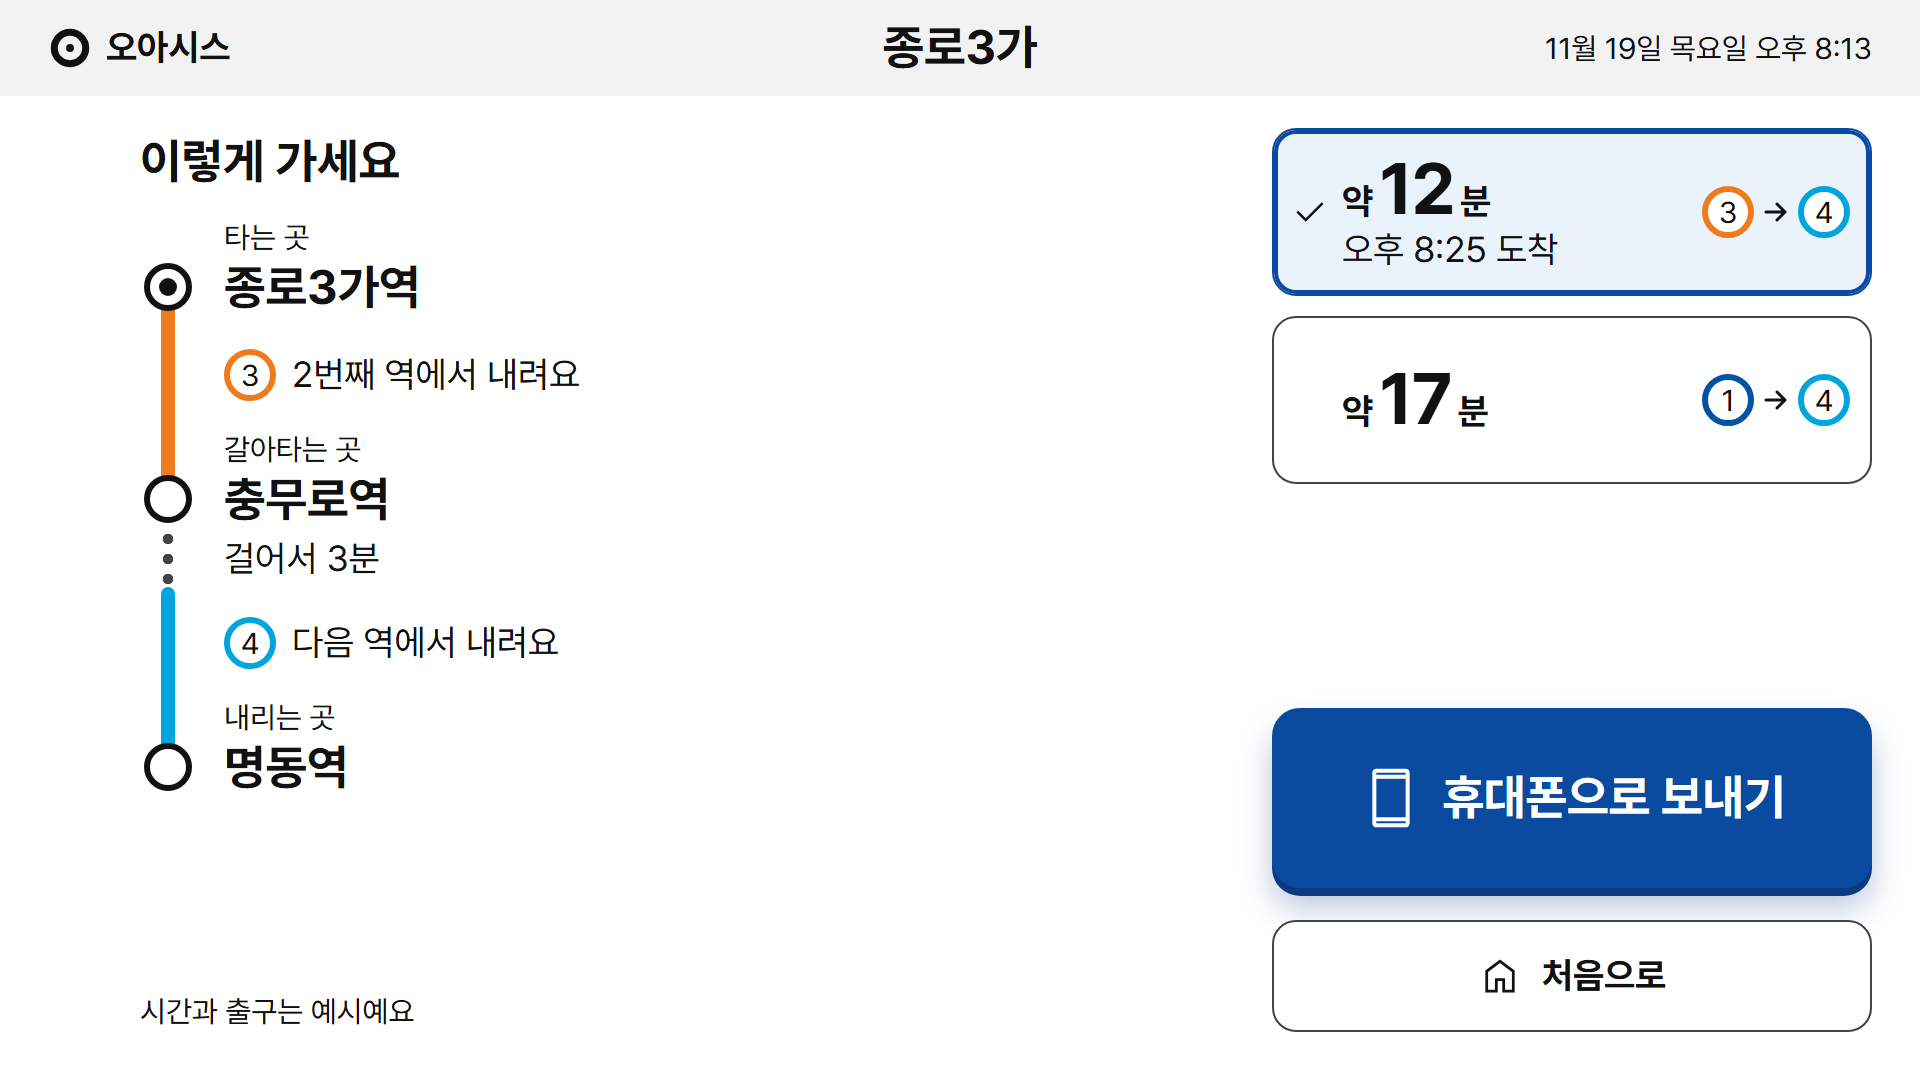 오아시스
종로3가
11월 19일 목요일 오후 8:13
이렇게 가세요
타는 곳
종로3가역
3 2번째 역에서 내려요
갈아타는 곳
충무로역
걸어서 3분
4 다음 역에서 내려요
내리는 곳
명동역
시간과 출구는 예시예요
약 12 분
오후 8:25 도착
3 → 4
약 17 분
1 → 4
휴대폰으로 보내기
처음으로